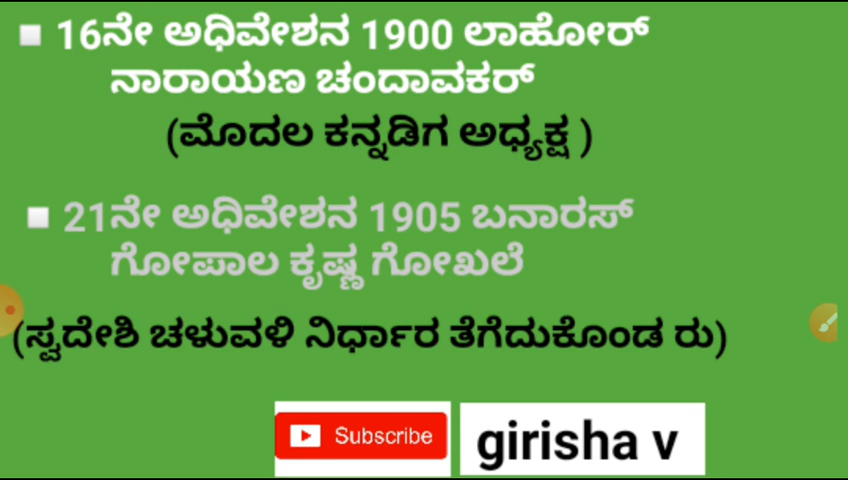 16ನೇ ಅಧಿವೇಶನ 1900 ಲಾಹೋರ್
ನಾರಾಯಣ ಚಂದಾವಕರ್
(ಮೊದಲ ಕನ್ನಡಿಗ ಅಧ್ಯಕ್ಷ )
21ನೇ ಅಧಿವೇಶನ 1905 ಬನಾರಸ್
ಗೋಪಾಲ ಕೃಷ್ಣ ಗೋಖಲೆ
(ಸ್ವದೇಶಿ ಚಳುವಳಿ ನಿರ್ಧಾರ ತೆಗೆದುಕೊಂಡ ರು)
Subscribe girisha v